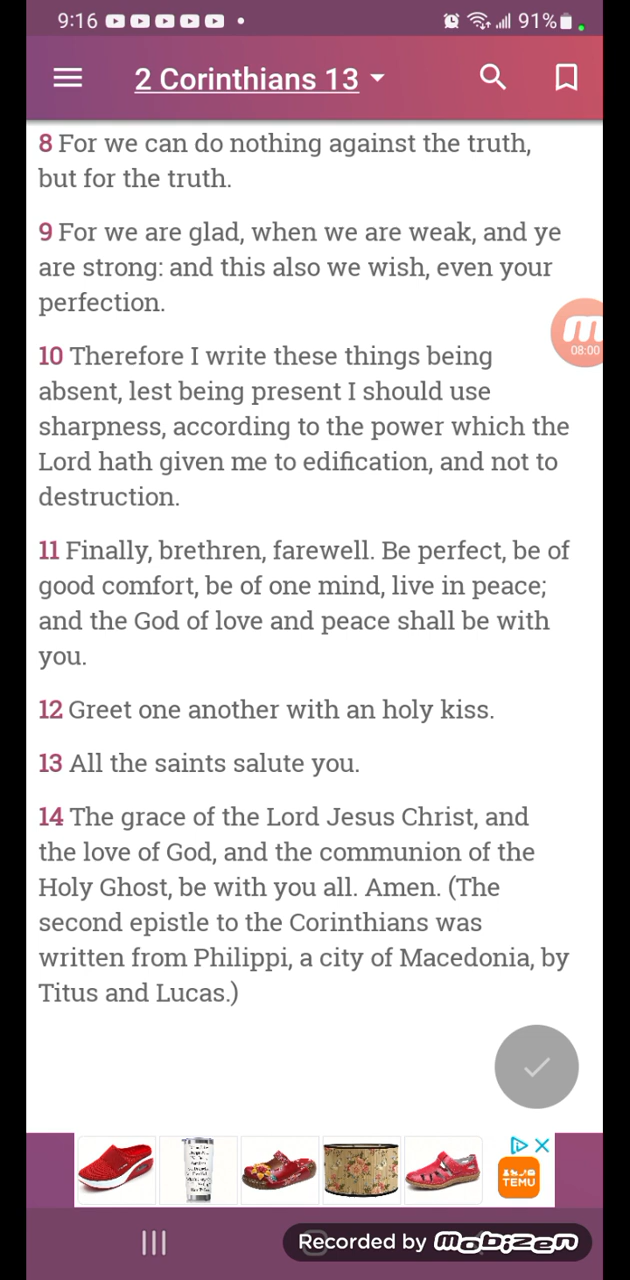 9:16
91%
2 Corinthians 13
8 For we can do nothing against the truth,
but for the truth.
9 For we are glad, when we are weak, and ye
are strong: and this also we wish, even your
perfection.
08:00
10 Therefore I write these things being
absent, lest being present I should use
sharpness, according to the power which the
Lord hath given me to edification, and not to
destruction.
11 Finally, brethren, farewell. Be perfect, be of
good comfort, be of one mind, live in peace;
and the God of love and peace shall be with
you.
12 Greet one another with an holy kiss.
13 All the saints salute you.
14 The grace of the Lord Jesus Christ, and
the love of God, and the communion of the
Holy Ghost, be with you all. Amen. (The
second epistle to the Corinthians was
written from Philippi, a city of Macedonia, by
Titus and Lucas.)
TEMU
Recorded by mobizen